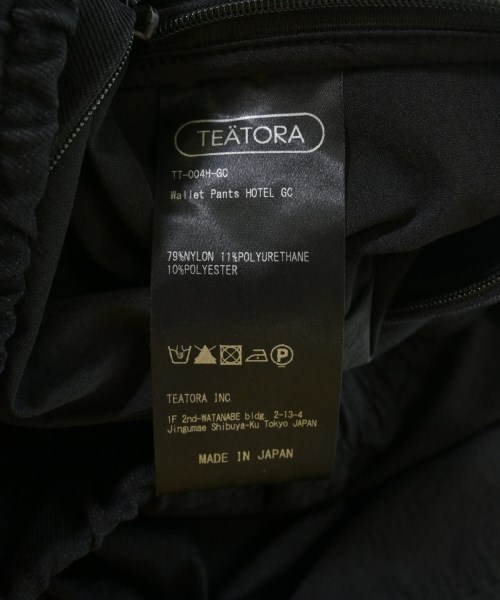 TEÄTORA
TT-004H-GC
Wallet Pants HOTEL GC
79%NYLON 11%POLYURETHANE
10%POLYESTER
P
TEATORA INC.
1F 2nd-WATANABE bldg. 2-13-4
Jingumae Shibuya-Ku Tokyo JAPAN
MADE IN JAPAN